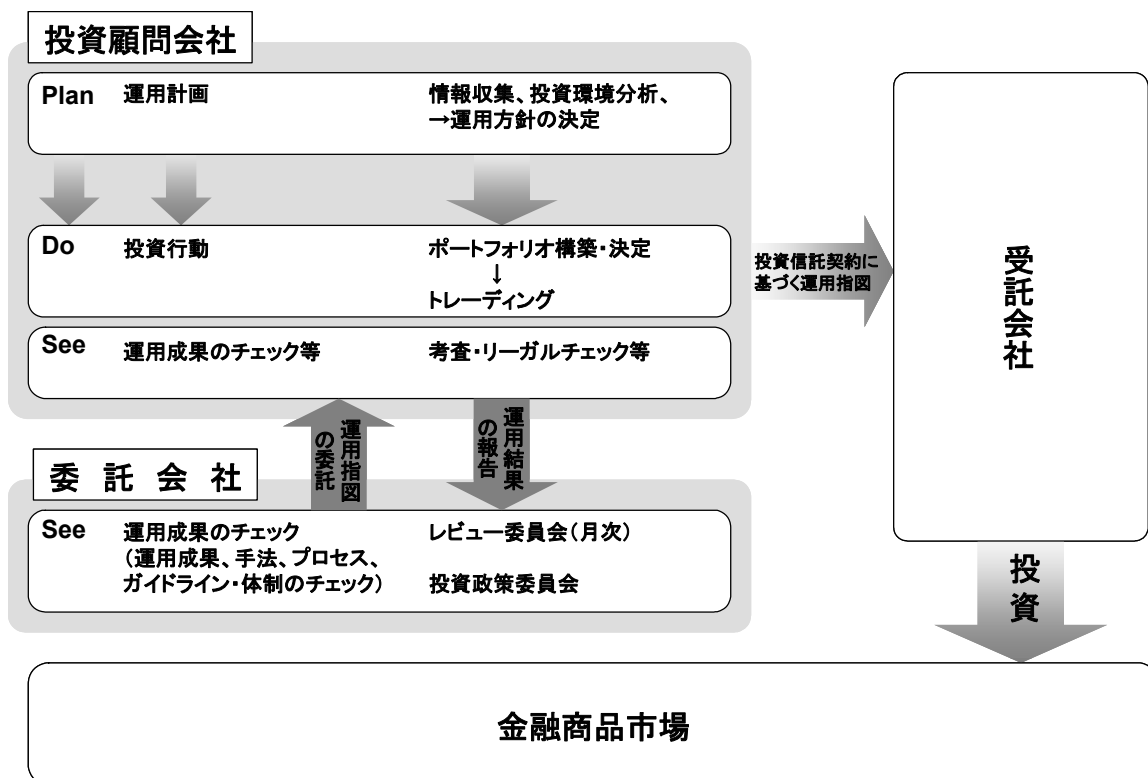 投資顧問会社
Plan 運用計画 情報収集、投資環境分析、
→運用方針の決定
Do 投資行動 ポートフォリオ構築・決定
↓
トレーディング
See 運用成果のチェック等 考査・リーガルチェック等
投資信託契約に
基づく運用指図
受託会社
運用指図
の委託
運用結果
の報告
委託会社
See 運用成果のチェック レビュー委員会(月次)
(運用成果、手法、プロセス、
ガイドライン・体制のチェック) 投資政策委員会
投資
金融商品市場